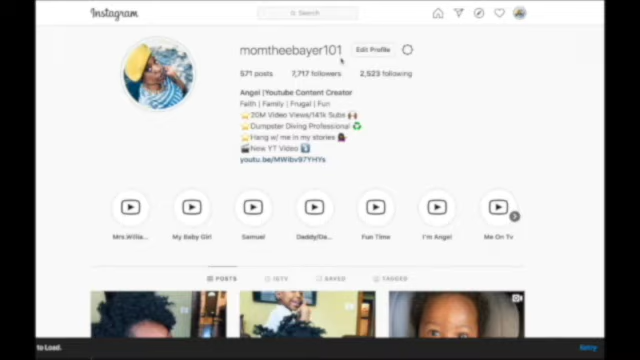 Instagram
Search
momtheebayer101 Edit Profile
571 posts 7,717 followers 2,523 following
Angel |Youtube Content Creator
Faith | Family | Frugal | Fun
⭐20M Video Views/141k Subs 🙌
⭐Dumpster Diving Professional ♻️
⭐Hang w/ me in my stories
🎬New YT Video ⬇️
youtu.be/MWibv97YHYs
Mrs.Willia... My Baby Girl Samuel Daddy/Da... Fun Time I'm Angel Me On Tv
POSTS IGTV SAVED TAGGED
to Load. Retry